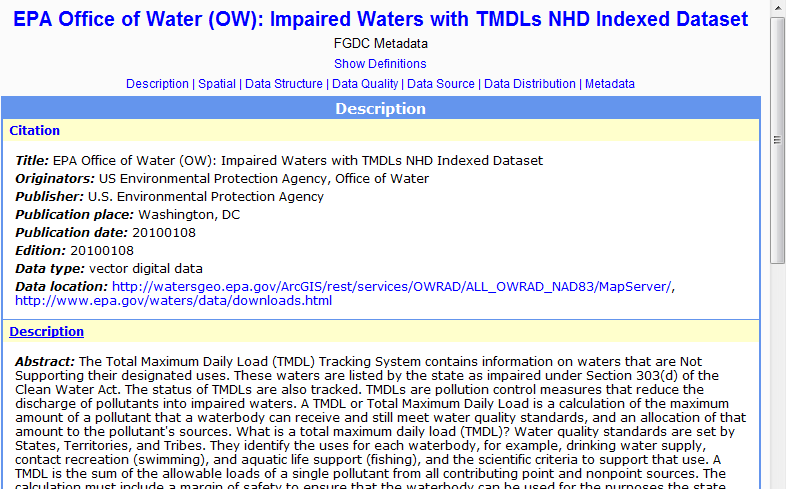 EPA Office of Water (OW): Impaired Waters with TMDLs NHD Indexed Dataset
FGDC Metadata
Show Definitions
Description | Spatial | Data Structure | Data Quality | Data Source | Data Distribution | Metadata
Description
Citation
Title: EPA Office of Water (OW): Impaired Waters with TMDLs NHD Indexed Dataset
Originators: US Environmental Protection Agency, Office of Water
Publisher: U.S. Environmental Protection Agency
Publication place: Washington, DC
Publication date: 20100108
Edition: 20100108
Data type: vector digital data
Data location: http://watersgeo.epa.gov/ArcGIS/rest/services/OWRAD/ALL_OWRAD_NAD83/MapServer/,
http://www.epa.gov/waters/data/downloads.html
Description
Abstract: The Total Maximum Daily Load (TMDL) Tracking System contains information on waters that are Not
Supporting their designated uses. These waters are listed by the state as impaired under Section 303(d) of the
Clean Water Act. The status of TMDLs are also tracked. TMDLs are pollution control measures that reduce the
discharge of pollutants into impaired waters. A TMDL or Total Maximum Daily Load is a calculation of the maximum
amount of a pollutant that a waterbody can receive and still meet water quality standards, and an allocation of that
amount to the pollutant's sources. What is a total maximum daily load (TMDL)? Water quality standards are set by
States, Territories, and Tribes. They identify the uses for each waterbody, for example, drinking water supply,
contact recreation (swimming), and aquatic life support (fishing), and the scientific criteria to support that use. A
TMDL is the sum of the allowable loads of a single pollutant from all contributing point and nonpoint sources. The
calculation must include a margin of safety to ensure that the waterbody can be used for the purposes the state